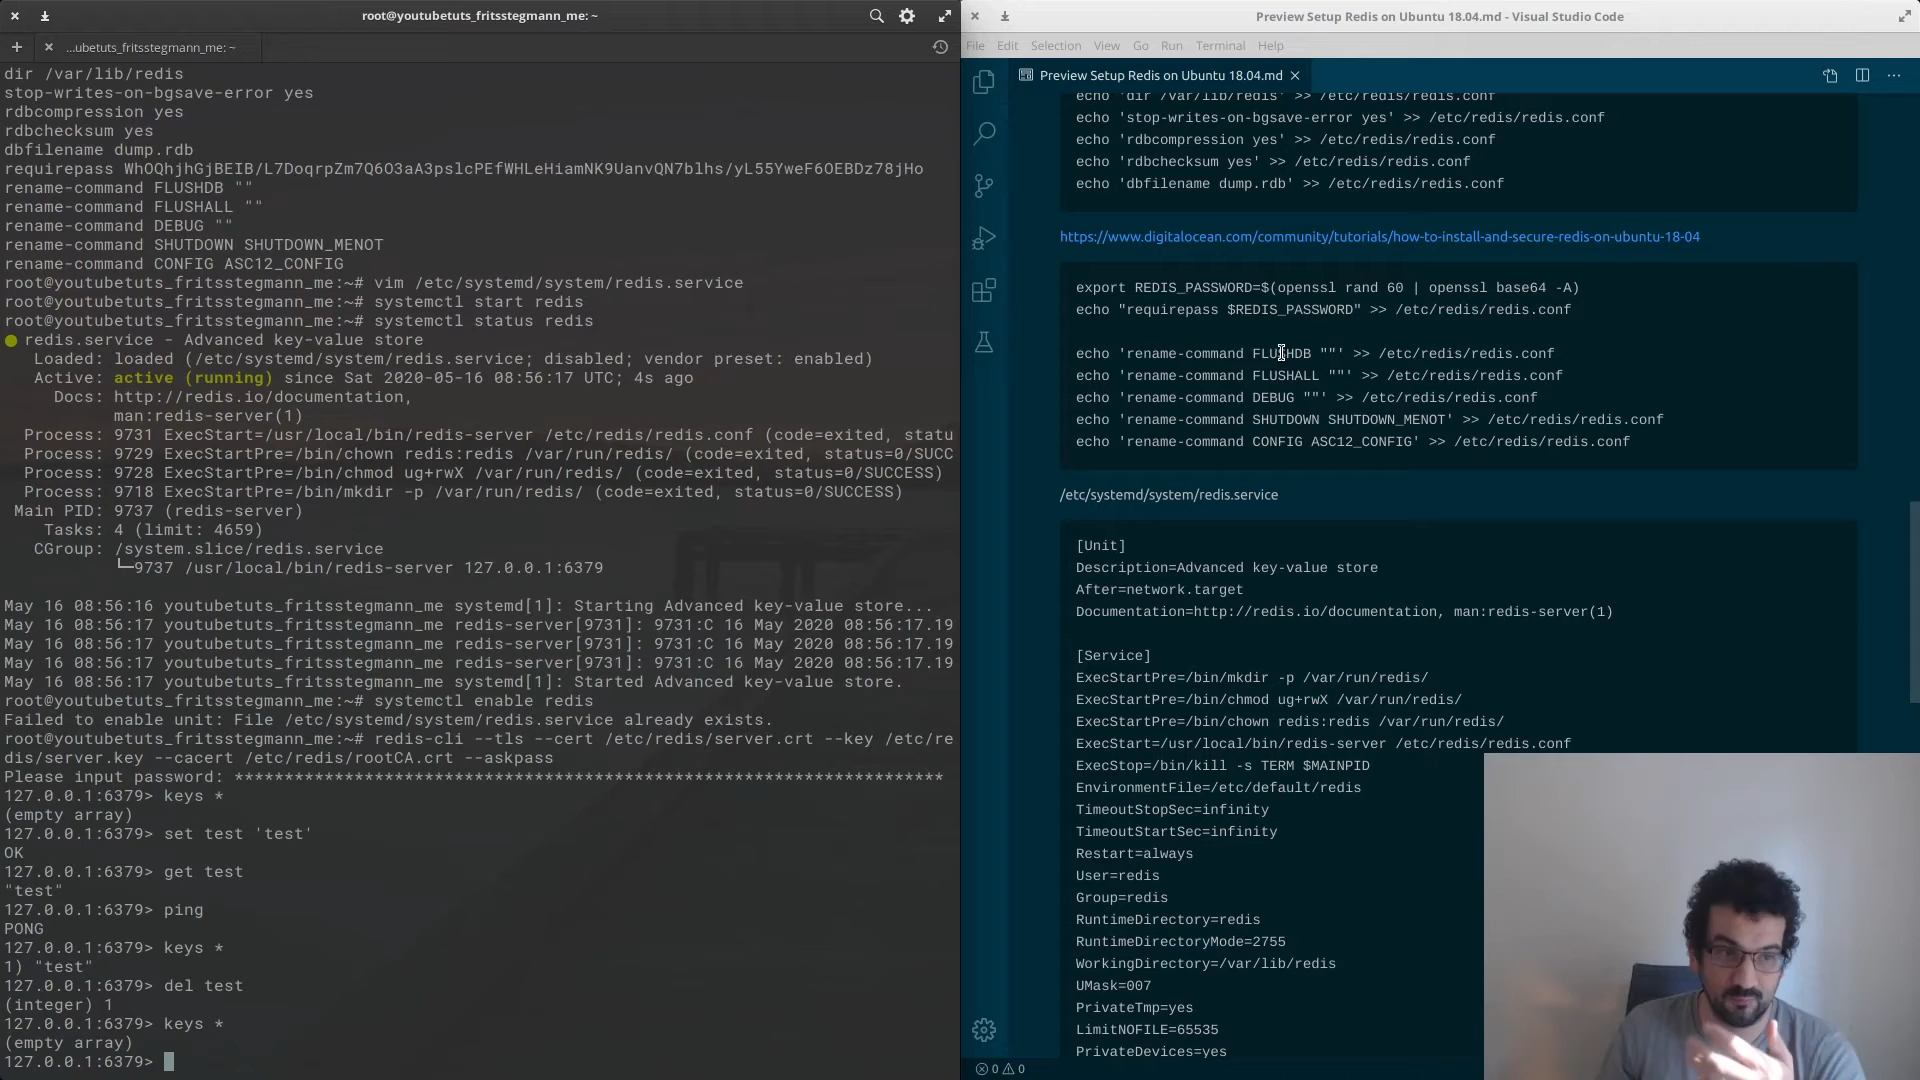 root@youtubetuts_fritsstegmann_me: ~
...ubetuts_fritsstegmann_me: ~
dir /var/lib/redis
stop-writes-on-bgsave-error yes
rdbcompression yes
rdbchecksum yes
dbfilename dump.rdb
requirepass WhOQhjhGjBEIB/L7DoqrpZm7Q6O3aA3pslcPEfWHLeHiamNK9UanvQN7blhs/yL55YweF6OEBDz78jHo
rename-command FLUSHDB ""
rename-command FLUSHALL ""
rename-command DEBUG ""
rename-command SHUTDOWN SHUTDOWN_MENOT
rename-command CONFIG ASC12_CONFIG
root@youtubetuts_fritsstegmann_me:~# vim /etc/systemd/system/redis.service
root@youtubetuts_fritsstegmann_me:~# systemctl start redis
root@youtubetuts_fritsstegmann_me:~# systemctl status redis
● redis.service - Advanced key-value store
Loaded: loaded (/etc/systemd/system/redis.service; disabled; vendor preset: enabled)
Active: active (running) since Sat 2020-05-16 08:56:17 UTC; 4s ago
Docs: http://redis.io/documentation,
man:redis-server(1)
Process: 9731 ExecStart=/usr/local/bin/redis-server /etc/redis/redis.conf (code=exited, statu
Process: 9729 ExecStartPre=/bin/chown redis:redis /var/run/redis/ (code=exited, status=0/SUCC
Process: 9728 ExecStartPre=/bin/chmod ug+rwX /var/run/redis/ (code=exited, status=0/SUCCESS)
Process: 9718 ExecStartPre=/bin/mkdir -p /var/run/redis/ (code=exited, status=0/SUCCESS)
Main PID: 9737 (redis-server)
Tasks: 4 (limit: 4659)
CGroup: /system.slice/redis.service
└─9737 /usr/local/bin/redis-server 127.0.0.1:6379
May 16 08:56:16 youtubetuts_fritsstegmann_me systemd[1]: Starting Advanced key-value store...
May 16 08:56:17 youtubetuts_fritsstegmann_me redis-server[9731]: 9731:C 16 May 2020 08:56:17.19
May 16 08:56:17 youtubetuts_fritsstegmann_me redis-server[9731]: 9731:C 16 May 2020 08:56:17.19
May 16 08:56:17 youtubetuts_fritsstegmann_me redis-server[9731]: 9731:C 16 May 2020 08:56:17.19
May 16 08:56:17 youtubetuts_fritsstegmann_me systemd[1]: Started Advanced key-value store.
root@youtubetuts_fritsstegmann_me:~# systemctl enable redis
Failed to enable unit: File /etc/systemd/system/redis.service already exists.
root@youtubetuts_fritsstegmann_me:~# redis-cli --tls --cert /etc/redis/server.crt --key /etc/re
dis/server.key --cacert /etc/redis/rootCA.crt --askpass
Please input password: ********************************************************************************
127.0.0.1:6379> keys *
(empty array)
127.0.0.1:6379> set test 'test'
OK
127.0.0.1:6379> get test
"test"
127.0.0.1:6379> ping
PONG
127.0.0.1:6379> keys *
1) "test"
127.0.0.1:6379> del test
(integer) 1
127.0.0.1:6379> keys *
(empty array)
127.0.0.1:6379>
Preview Setup Redis on Ubuntu 18.04.md - Visual Studio Code
File Edit Selection View Go Run Terminal Help
Preview Setup Redis on Ubuntu 18.04.md
echo 'dir /var/lib/redis' >> /etc/redis/redis.conf
echo 'stop-writes-on-bgsave-error yes' >> /etc/redis/redis.conf
echo 'rdbcompression yes' >> /etc/redis/redis.conf
echo 'rdbchecksum yes' >> /etc/redis/redis.conf
echo 'dbfilename dump.rdb' >> /etc/redis/redis.conf
https://www.digitalocean.com/community/tutorials/how-to-install-and-secure-redis-on-ubuntu-18-04
export REDIS_PASSWORD=$(openssl rand 60 | openssl base64 -A)
echo "requirepass $REDIS_PASSWORD" >> /etc/redis/redis.conf
echo 'rename-command FLUSHDB ""' >> /etc/redis/redis.conf
echo 'rename-command FLUSHALL ""' >> /etc/redis/redis.conf
echo 'rename-command DEBUG ""' >> /etc/redis/redis.conf
echo 'rename-command SHUTDOWN SHUTDOWN_MENOT' >> /etc/redis/redis.conf
echo 'rename-command CONFIG ASC12_CONFIG' >> /etc/redis/redis.conf
/etc/systemd/system/redis.service
[Unit]
Description=Advanced key-value store
After=network.target
Documentation=http://redis.io/documentation, man:redis-server(1)
[Service]
ExecStartPre=/bin/mkdir -p /var/run/redis/
ExecStartPre=/bin/chmod ug+rwX /var/run/redis/
ExecStartPre=/bin/chown redis:redis /var/run/redis/
ExecStart=/usr/local/bin/redis-server /etc/redis/redis.conf
ExecStop=/bin/kill -s TERM $MAINPID
EnvironmentFile=/etc/default/redis
TimeoutStopSec=infinity
TimeoutStartSec=infinity
Restart=always
User=redis
Group=redis
RuntimeDirectory=redis
RuntimeDirectoryMode=2755
WorkingDirectory=/var/lib/redis
UMask=007
PrivateTmp=yes
LimitNOFILE=65535
PrivateDevices=yes
0 0